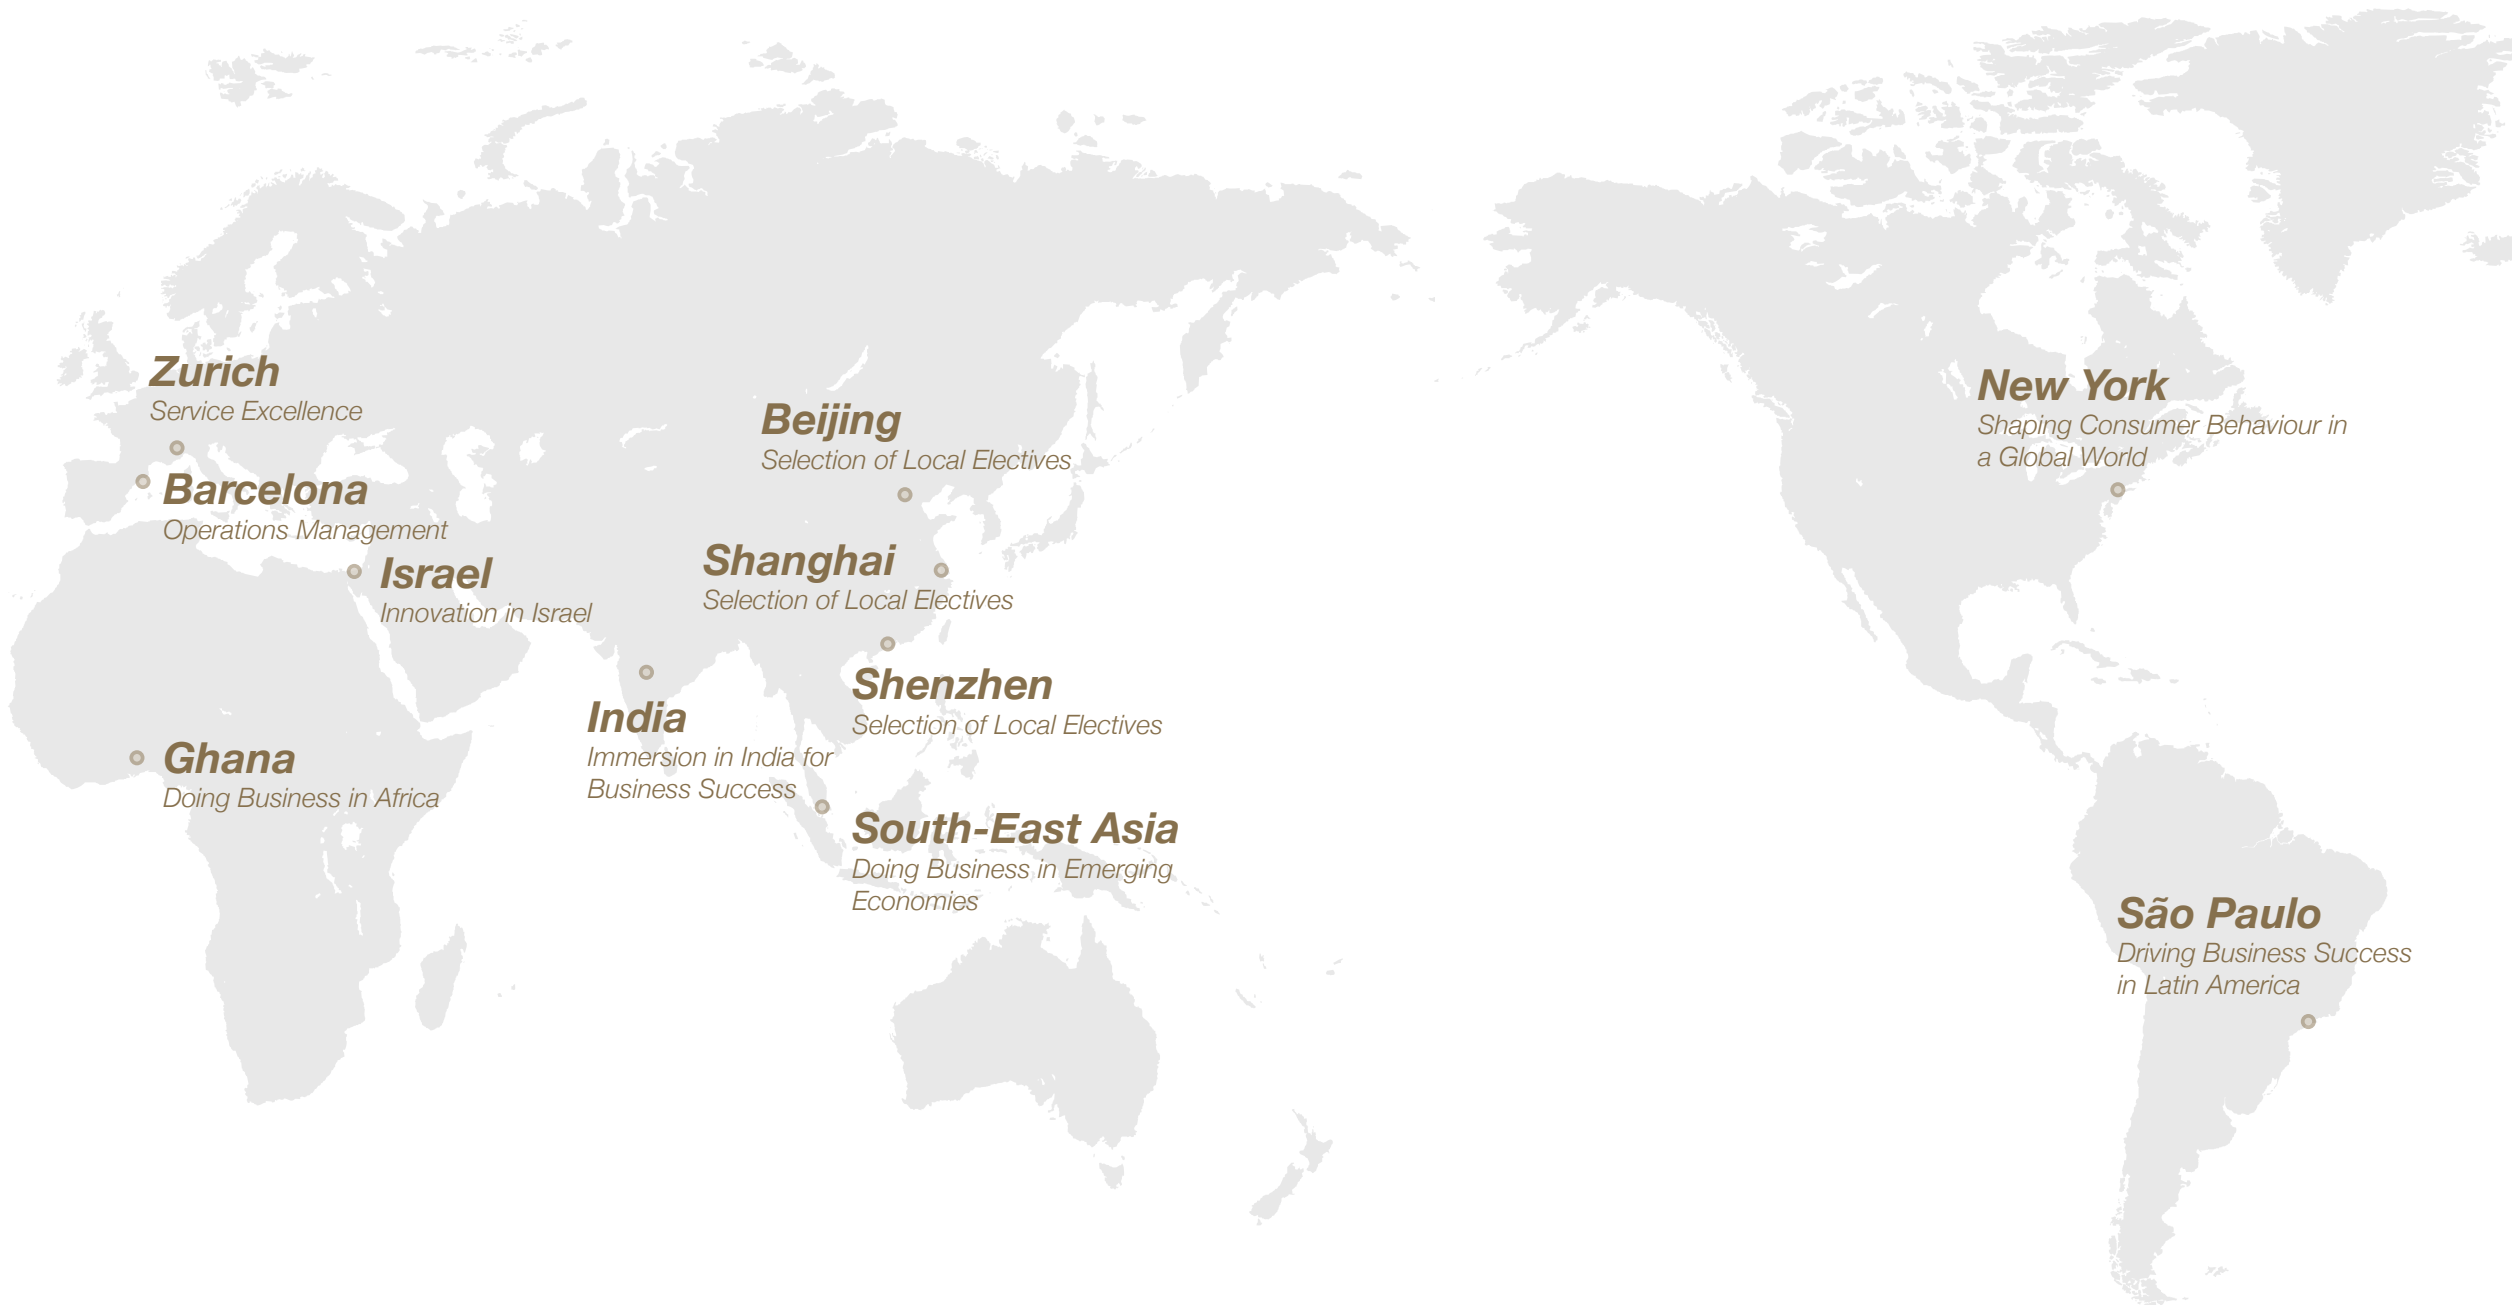 Zurich
Service Excellence
Barcelona
Operations Management
Israel
Innovation in Israel
Ghana
Doing Business in Africa
Beijing
Selection of Local Electives
Shanghai
Selection of Local Electives
Shenzhen
Selection of Local Electives
India
Immersion in India for
Business Success
South-East Asia
Doing Business in Emerging
Economies
New York
Shaping Consumer Behaviour in
a Global World
São Paulo
Driving Business Success
in Latin America